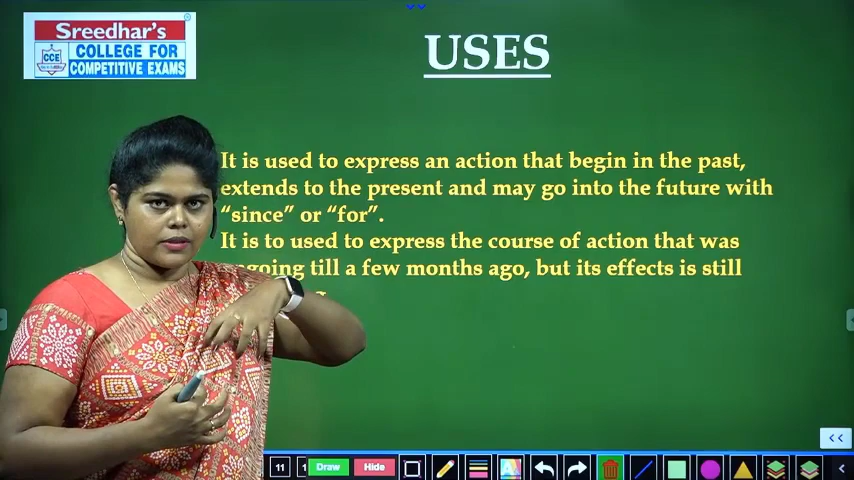 Sreedhar's
CCE
COLLEGE FOR
COMPETITIVE EXAMS
USES
It is used to express an action that begin in the past,
extends to the present and may go into the future with
“since” or “for”.
It is to used to express the course of action that was
going till a few months ago, but its effects is still
11
Draw
Hide